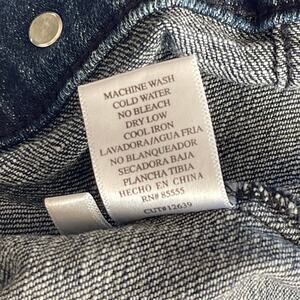 MACHINE WASH
COLD WATER
NO BLEACH
DRY LOW
COOL IRON
LAVADORA/AGUA FRIA
NO BLANQUEADOR
SECADORA BAJA
PLANCHA TIBIA
HECHO EN CHINA
RN# 85555
CUT#12639